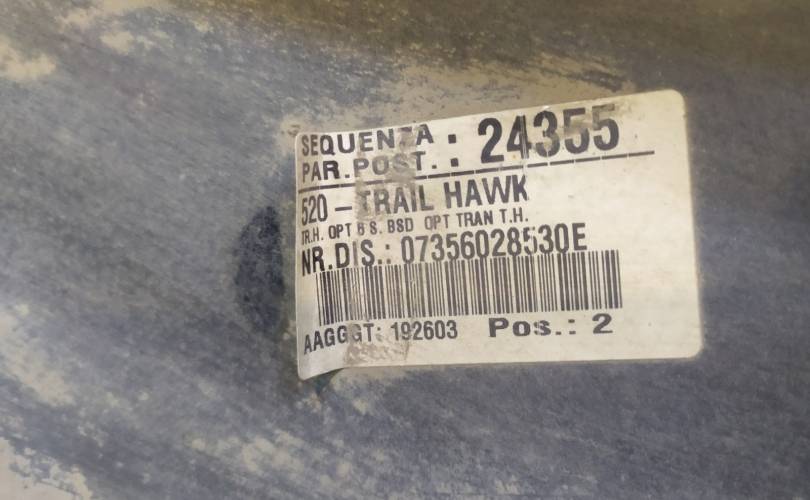 SEQUENZA : 24355
PAR.POST. :
520 - TRAIL HAWK
TR.H. OPT 6 S. BSD OPT TRAN T.H.
NR.DIS.: 07356028530E
AAGGGT: 192603 Pos.: 2